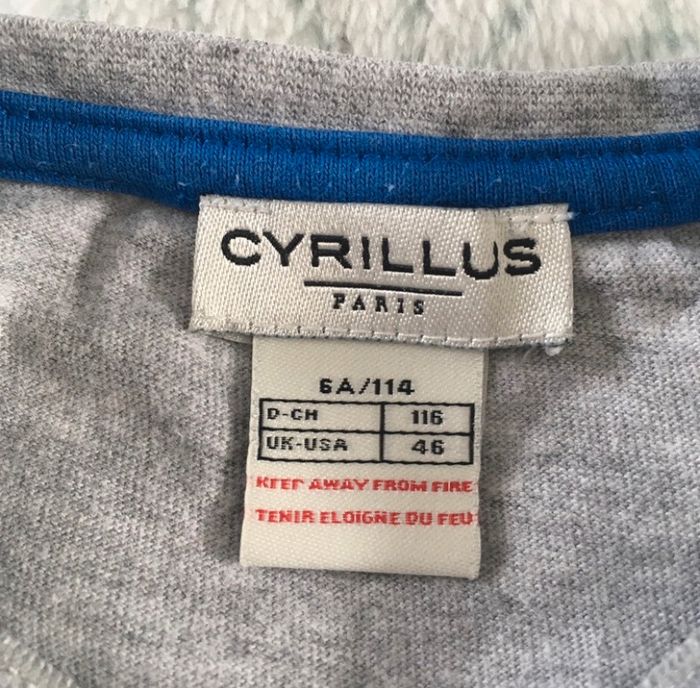 CYRILLUS
PARIS
6A/114
D-CH 116
UK-USA 46
KEEP AWAY FROM FIRE
TENIR ELOIGNE DU FEU